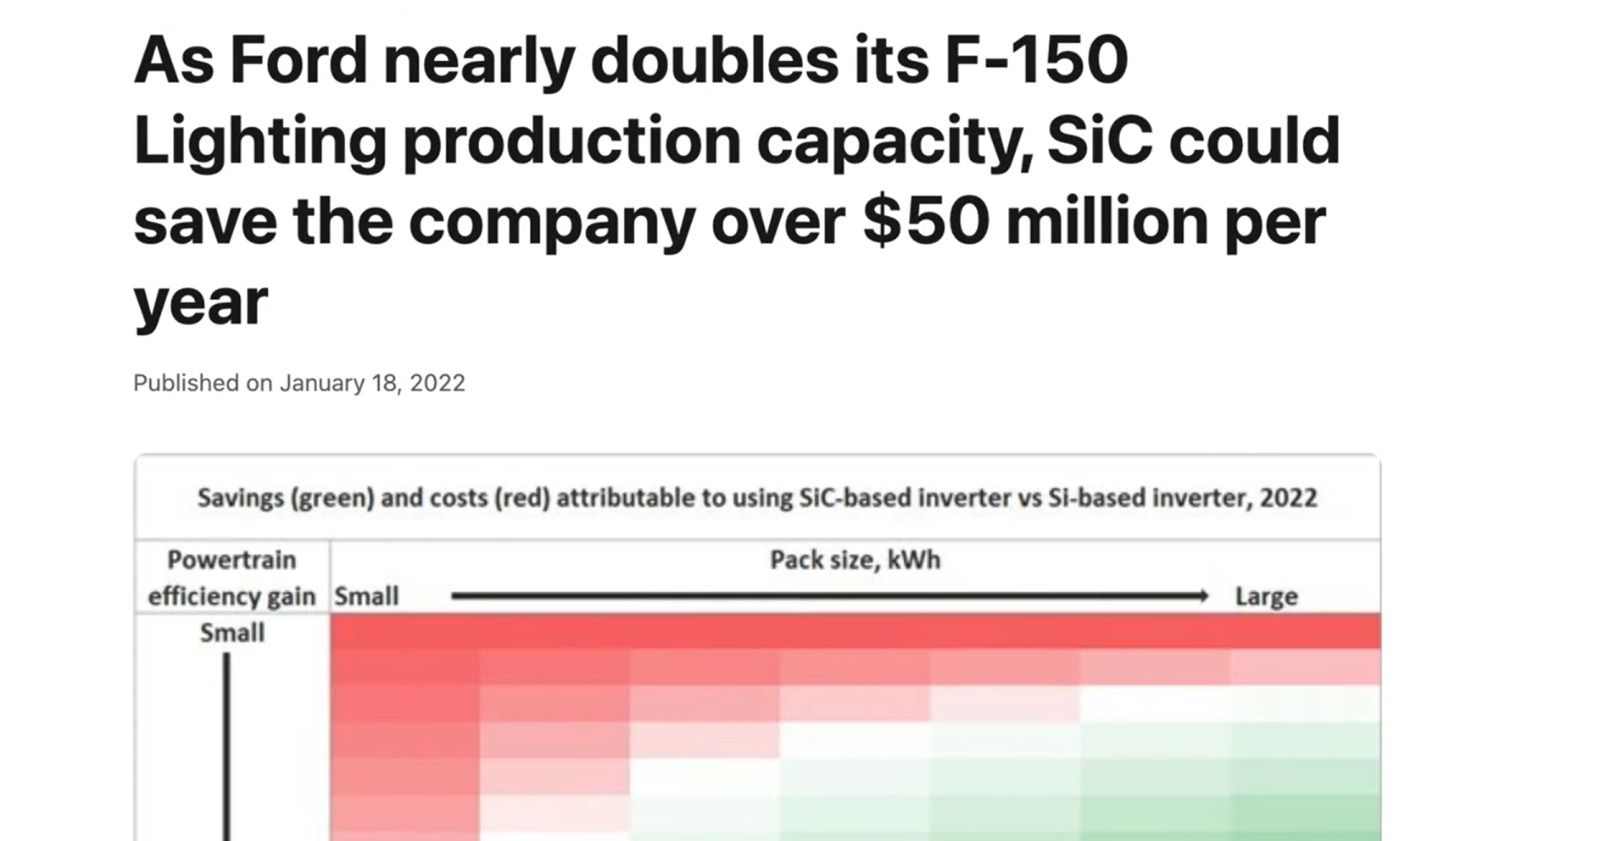 As Ford nearly doubles its F-150
Lighting production capacity, SiC could
save the company over $50 million per
year
Published on January 18, 2022
Savings (green) and costs (red) attributable to using SiC-based inverter vs Si-based inverter, 2022
Powertrain
efficiency gain
Pack size, kWh
Small
Large
Small